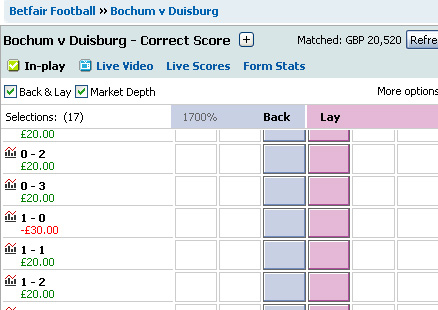 Betfair Football » Bochum v Duisburg
Bochum v Duisburg - Correct Score + Matched: GBP 20,520 Refre
In-play Live Video Live Scores Form Stats
Back & Lay Market Depth More options
Selections: (17) 1700% Back Lay
£20.00
0 - 2
£20.00
0 - 3
£20.00
1 - 0
-£30.00
1 - 1
£20.00
1 - 2
£20.00